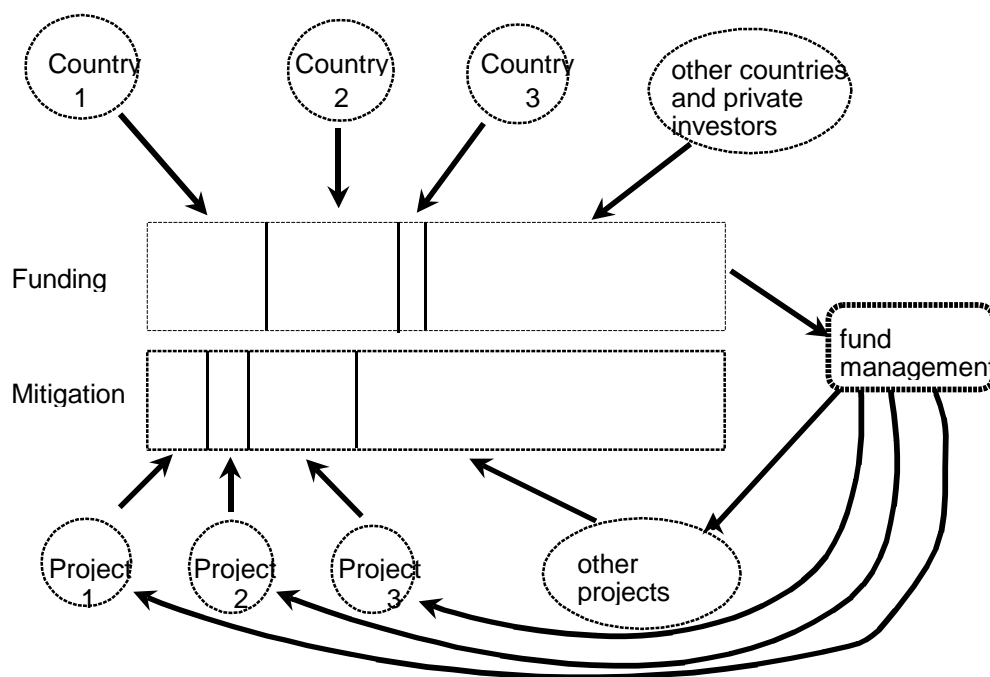 Country
1
Country
2
Country
3
other countries
and private
investors
Funding
fund
management
Mitigation
Project
1
Project
2
Project
3
other
projects